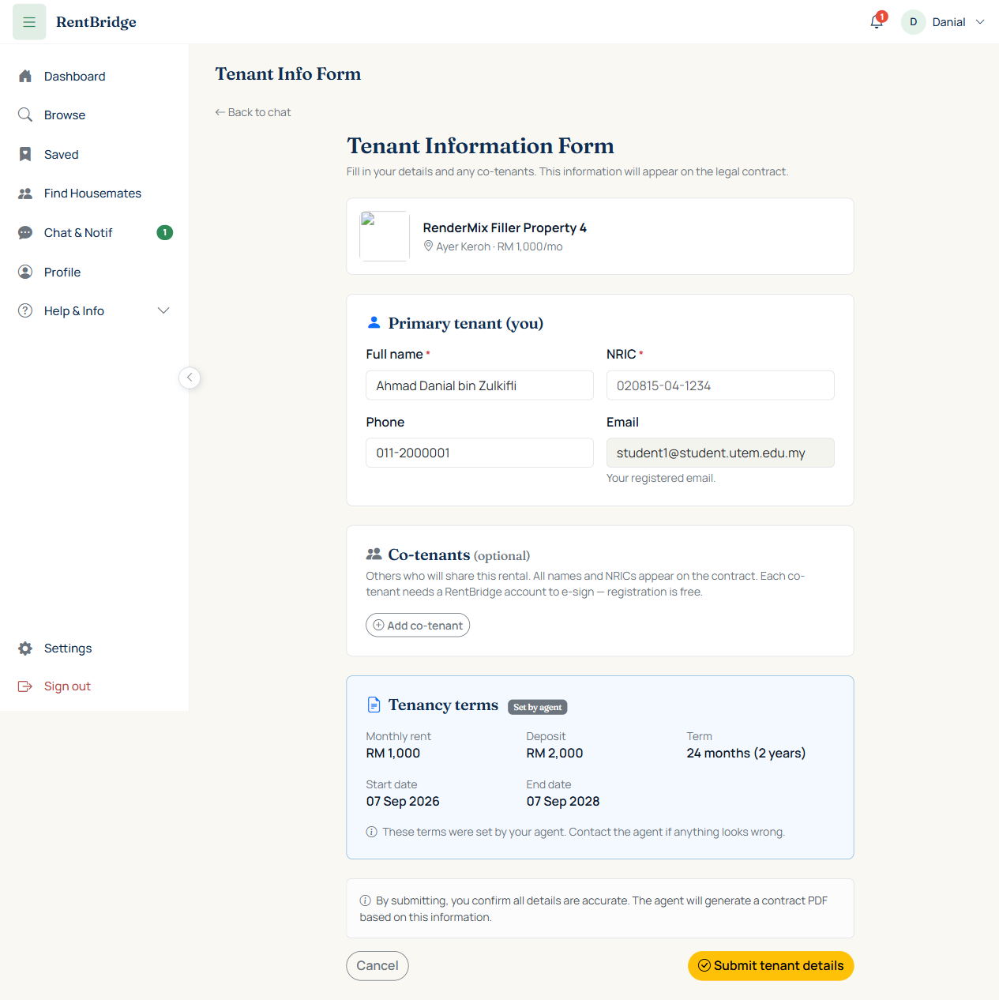 RentBridge
1
D
Danial
Dashboard
Browse
Saved
Find Housemates
Chat & Notif
1
Profile
Help & Info
Settings
Sign out
Tenant Info Form
← Back to chat
Tenant Information Form
Fill in your details and any co-tenants. This information will appear on the legal contract.
RenderMix Filler Property 4
Ayer Keroh · RM 1,000/mo
Primary tenant (you)
Full name *
NRIC *
Ahmad Danial bin Zulkifli
020815-04-1234
Phone
Email
011-2000001
student1@student.utem.edu.my
Your registered email.
Co-tenants (optional)
Others who will share this rental. All names and NRICs appear on the contract. Each co-
tenant needs a RentBridge account to e-sign — registration is free.
Add co-tenant
Tenancy terms Set by agent
Monthly rent
Deposit
Term
RM 1,000
RM 2,000
24 months (2 years)
Start date
End date
07 Sep 2026
07 Sep 2028
These terms were set by your agent. Contact the agent if anything looks wrong.
By submitting, you confirm all details are accurate. The agent will generate a contract PDF
based on this information.
Cancel
Submit tenant details